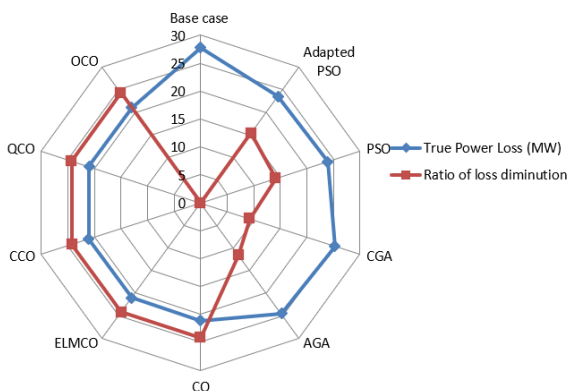 Base case
30
25
20
15
10
5
0
Adapted
PSO
PSO
CGA
AGA
CO
ELMCO
CCO
QCO
OCO
True Power Loss (MW)
Ratio of loss diminution